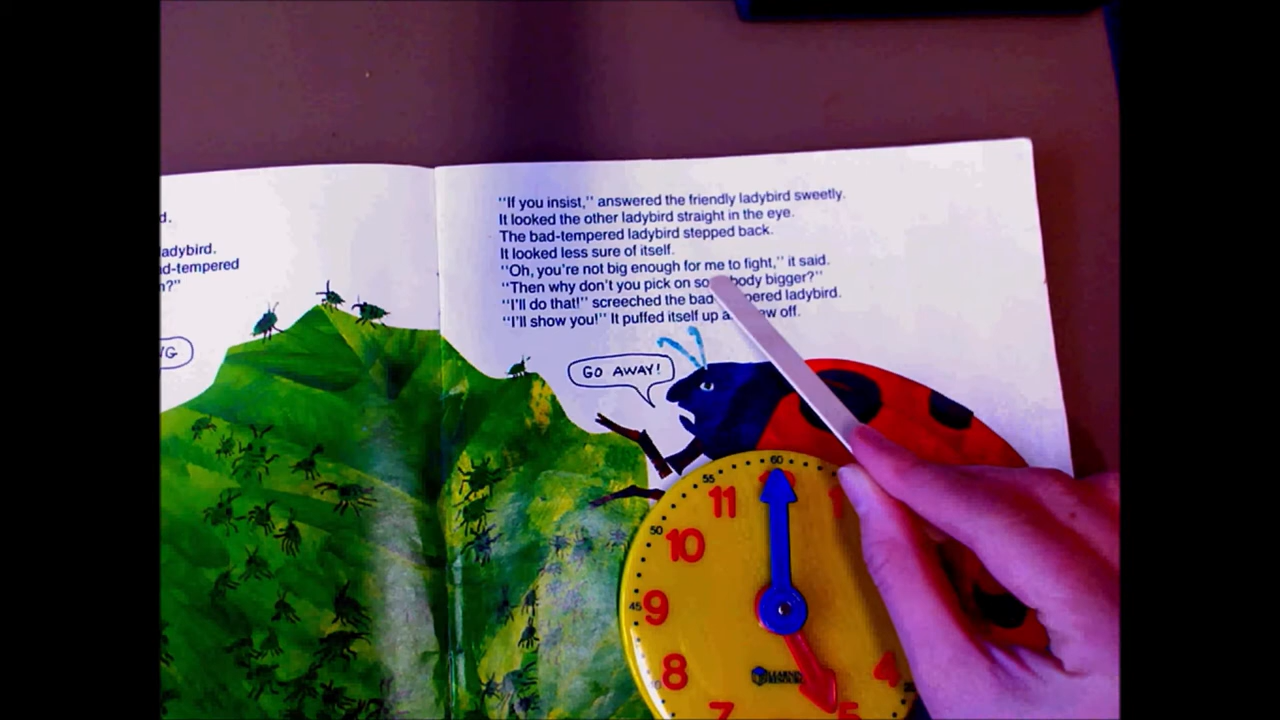 d.
adybird.
d-tempered
?"
G
"If you insist," answered the friendly ladybird sweetly.
It looked the other ladybird straight in the eye.
The bad-tempered ladybird stepped back.
It looked less sure of itself.
"Oh, you're not big enough for me to fight," it said.
"Then why don't you pick on body bigger?"
"I'll do that!" screeched the bad pered ladybird.
"I'll show you!" It puffed itself up off.
GO AWAY!
60
55
11
50
10
45
9
8
7
4
5
LEARNING
RESOURCES